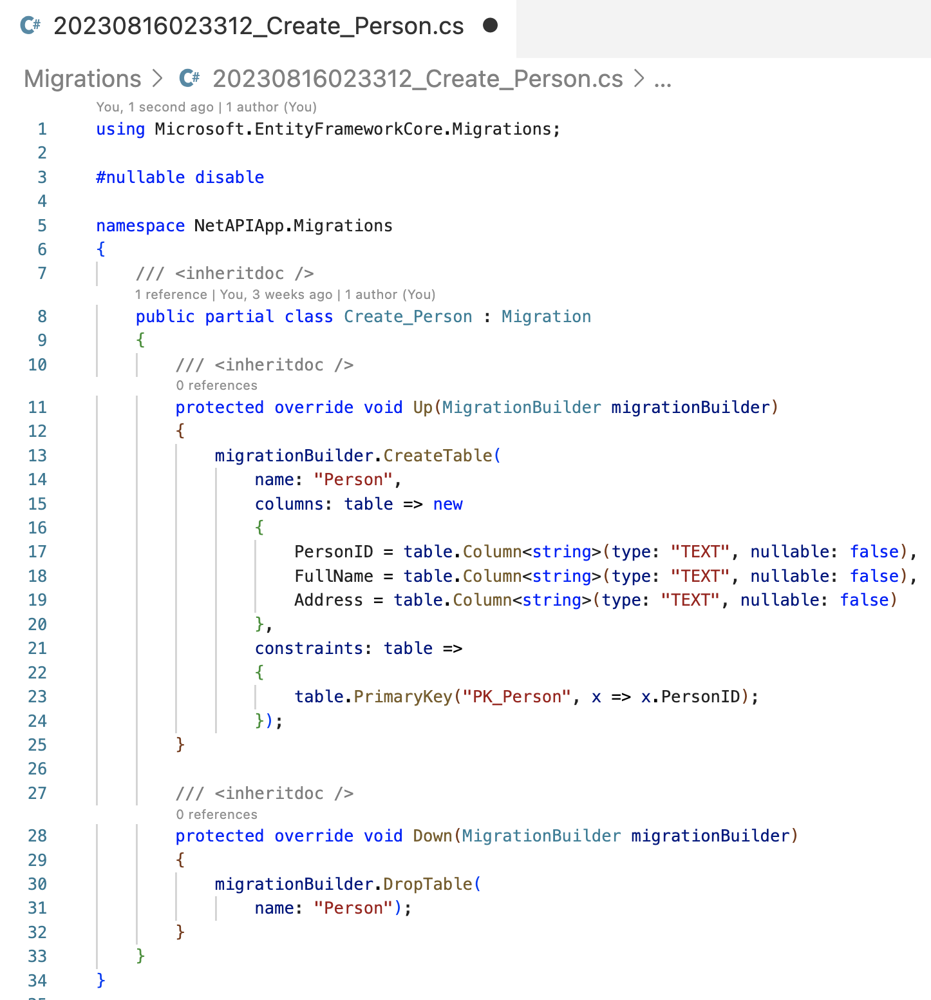 C# 20230816023312_Create_Person.cs
Migrations > C# 20230816023312_Create_Person.cs > ...
You, 1 second ago | 1 author (You)
1 using Microsoft.EntityFrameworkCore.Migrations;
2
3 #nullable disable
4
5 namespace NetAPIApp.Migrations
6 {
7 /// <inheritdoc />
1 reference | You, 3 weeks ago | 1 author (You)
8 public partial class Create_Person : Migration
9 {
10 /// <inheritdoc />
0 references
11 protected override void Up(MigrationBuilder migrationBuilder)
12 {
13 migrationBuilder.CreateTable(
14 name: "Person",
15 columns: table => new
16 {
17 PersonID = table.Column<string>(type: "TEXT", nullable: false),
18 FullName = table.Column<string>(type: "TEXT", nullable: false),
19 Address = table.Column<string>(type: "TEXT", nullable: false)
20 },
21 constraints: table =>
22 {
23 table.PrimaryKey("PK_Person", x => x.PersonID);
24 });
25 }
26
27 /// <inheritdoc />
0 references
28 protected override void Down(MigrationBuilder migrationBuilder)
29 {
30 migrationBuilder.DropTable(
31 name: "Person");
32 }
33 }
34 }